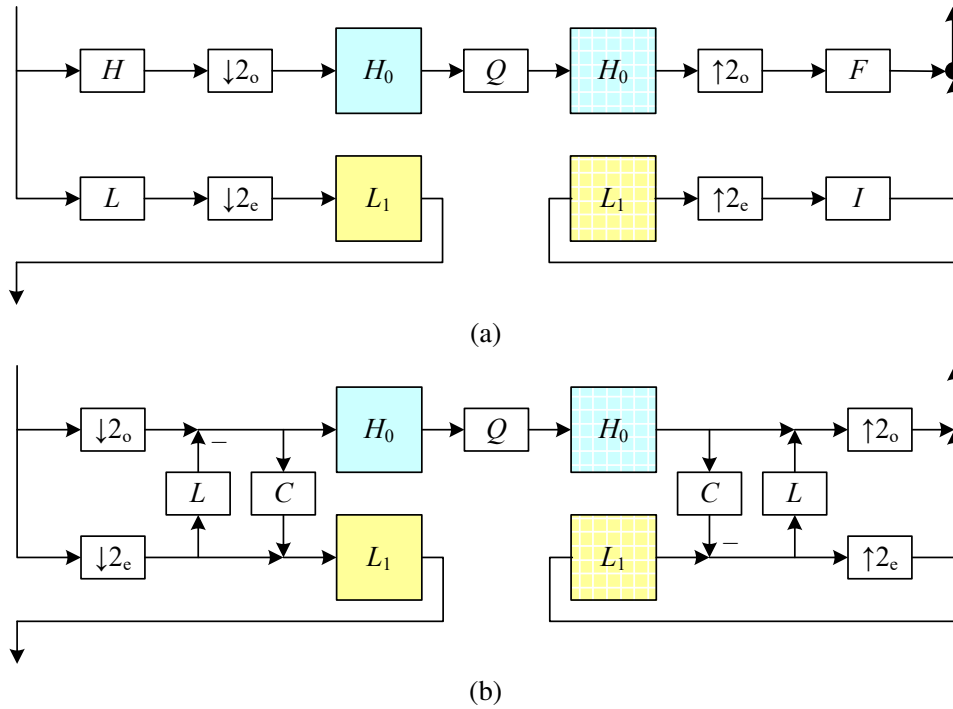 H ↓2ₒ H₀ Q H₀ ↑2ₒ F
L ↓2ₑ L₁ L₁ ↑2ₑ I
(a)
↓2ₒ − H₀ Q H₀ ↑2ₒ
L C C L
↓2ₑ L₁ L₁ − ↑2ₑ
(b)